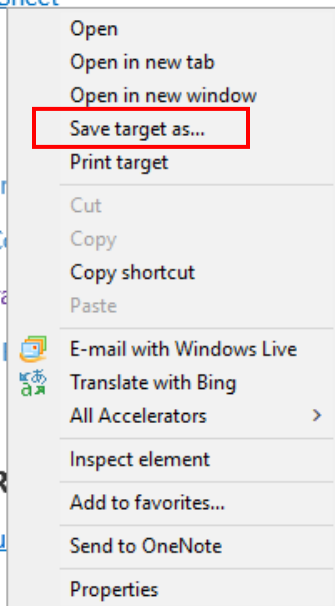 Sheet
Open
Open in new tab
Open in new window
Save target as...
Print target
Cut
Copy
Copy shortcut
Paste
E-mail with Windows Live
Translate with Bing
All Accelerators
Inspect element
Add to favorites...
Send to OneNote
Properties